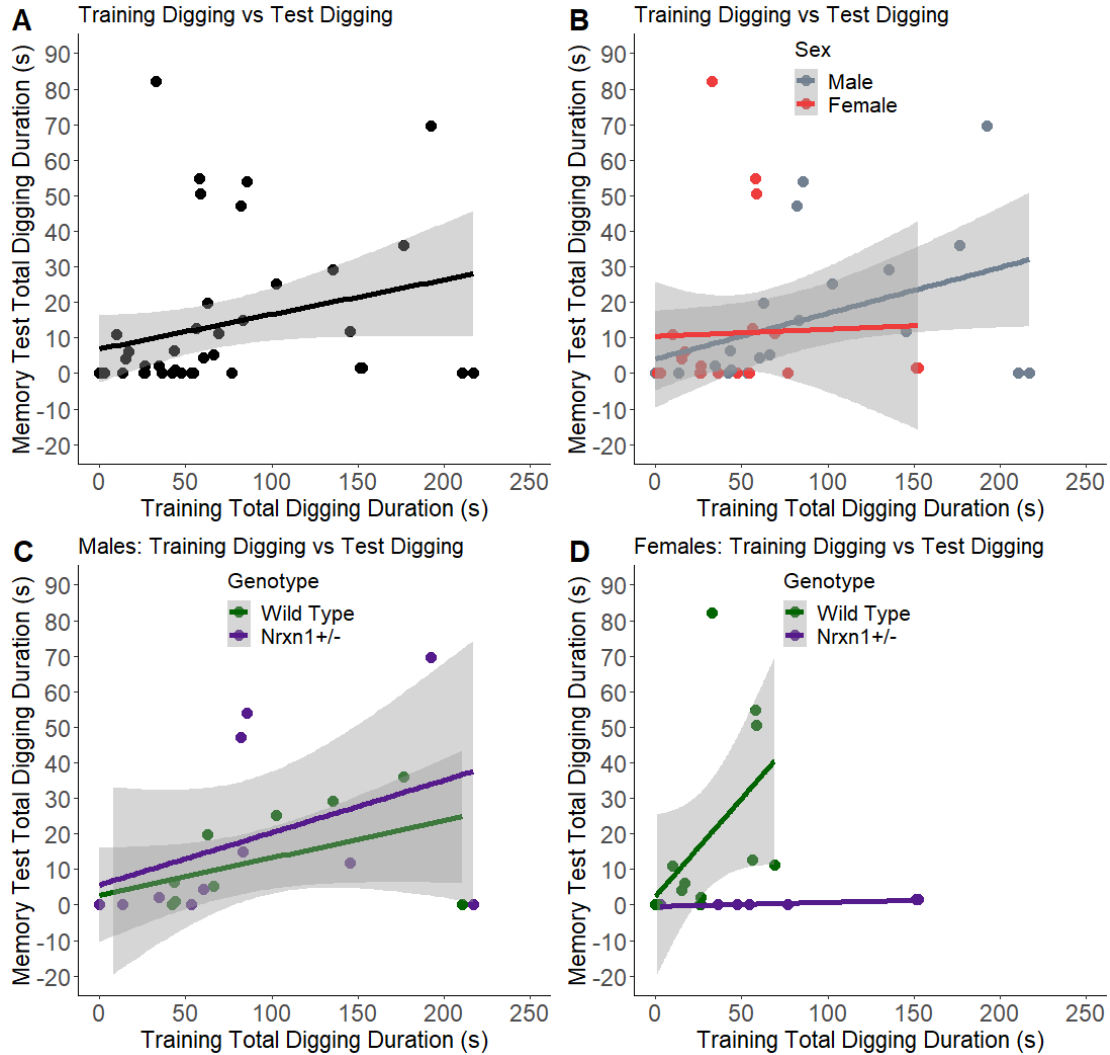 A Training Digging vs Test Digging
Memory Test Total Digging Duration (s)
90
80
70
60
50
40
30
20
10
0
-10
-20
0 50 100 150 200 250
Training Total Digging Duration (s)
B Training Digging vs Test Digging
Sex
Male
Female
Memory Test Total Digging Duration (s)
90
80
70
60
50
40
30
20
10
0
-10
-20
0 50 100 150 200 250
Training Total Digging Duration (s)
C Males: Training Digging vs Test Digging
Genotype
Wild Type
Nrxn1+/-
Memory Test Total Digging Duration (s)
90
80
70
60
50
40
30
20
10
0
-10
-20
0 50 100 150 200 250
Training Total Digging Duration (s)
D Females: Training Digging vs Test Digging
Genotype
Wild Type
Nrxn1+/-
Memory Test Total Digging Duration (s)
90
80
70
60
50
40
30
20
10
0
-10
-20
0 50 100 150 200 250
Training Total Digging Duration (s)